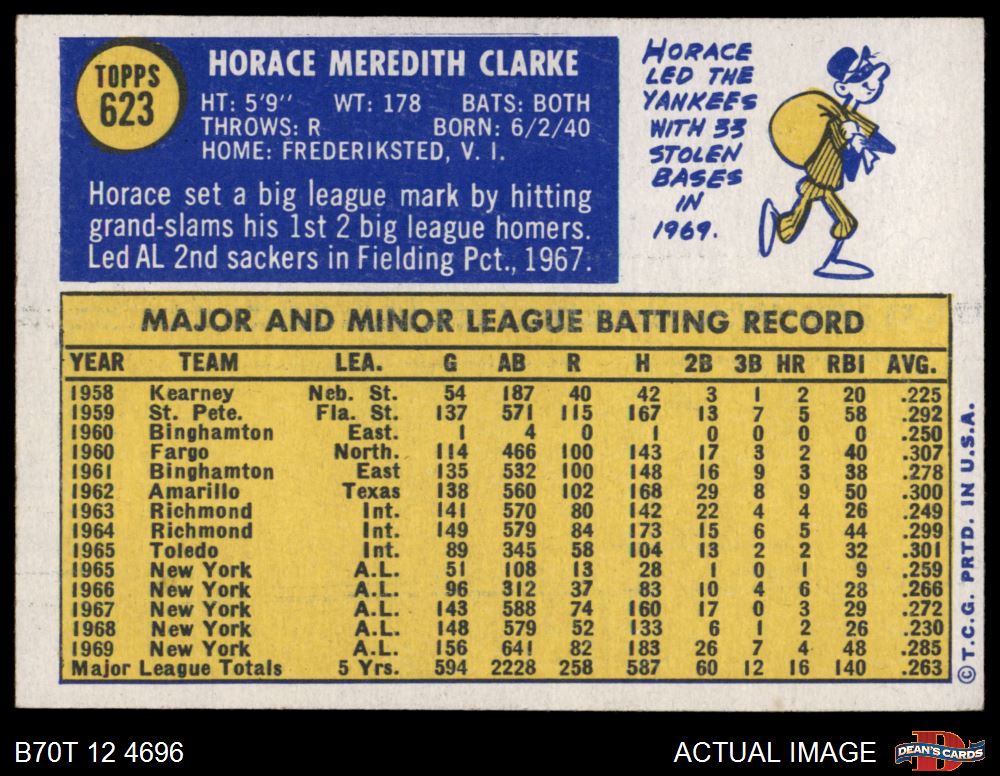 TOPPS
623
HORACE MEREDITH CLARKE
HT: 5'9" WT: 178 BATS: BOTH
THROWS: R BORN: 6/2/40
HOME: FREDERIKSTED, V. I.
Horace set a big league mark by hitting
grand-slams his 1st 2 big league homers.
Led AL 2nd sackers in Fielding Pct., 1967.
HORACE
LED THE
YANKEES
WITH 33
STOLEN
BASES
IN
1969.
MAJOR AND MINOR LEAGUE BATTING RECORD
YEAR TEAM LEA. G AB R H 2B 3B HR RBI AVG.
1958 Kearney Neb. St. 54 187 40 42 3 1 2 20 .225
1959 St. Pete. Fla. St. 137 571 115 167 13 7 5 58 .292
1960 Binghamton East. 1 4 0 1 0 0 0 0 .250
1960 Fargo North. 114 466 100 143 17 3 2 40 .307
1961 Binghamton East 135 532 100 148 16 9 3 38 .278
1962 Amarillo Texas 138 560 102 168 29 8 9 50 .300
1963 Richmond Int. 141 570 80 142 22 4 4 26 .249
1964 Richmond Int. 149 579 84 173 15 6 5 44 .299
1965 Toledo Int. 89 345 58 104 13 2 2 32 .301
1965 New York A.L. 51 108 13 28 1 0 1 9 .259
1966 New York A.L. 96 312 37 83 10 4 6 28 .266
1967 New York A.L. 143 588 74 160 17 0 3 29 .272
1968 New York A.L. 148 579 52 133 6 1 2 26 .230
1969 New York A.L. 156 641 82 183 26 7 4 48 .285
Major League Totals 5 Yrs. 594 2228 258 587 60 12 16 140 .263
© T.C.G. PRTD. IN U.S.A.
B70T 12 4696
ACTUAL IMAGE
D
DEAN'S CARDS